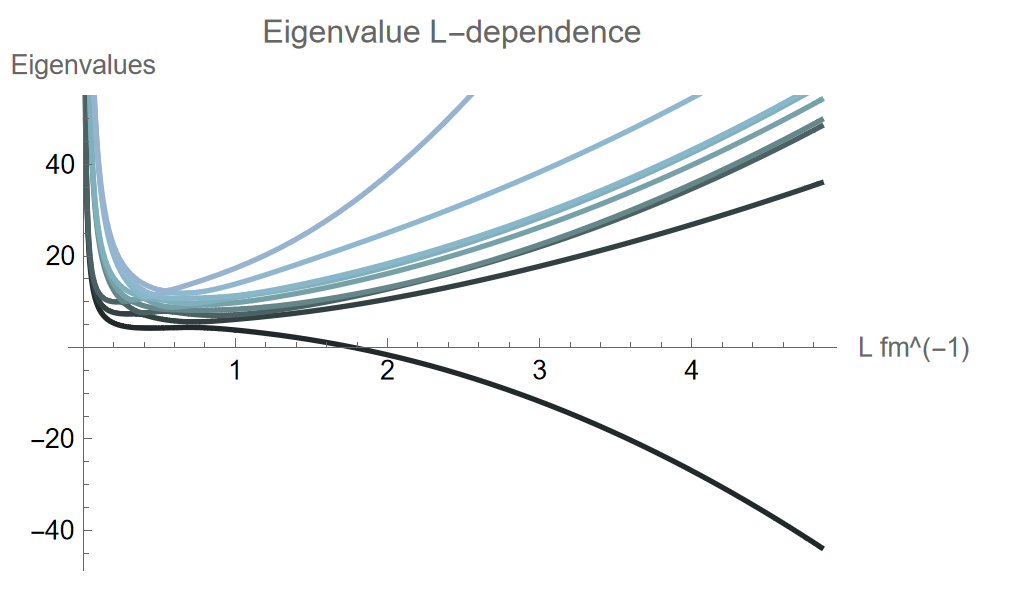 Eigenvalue L−dependence
Eigenvalues
40
20
L fm^(−1)
1 2 3 4
−20
−40